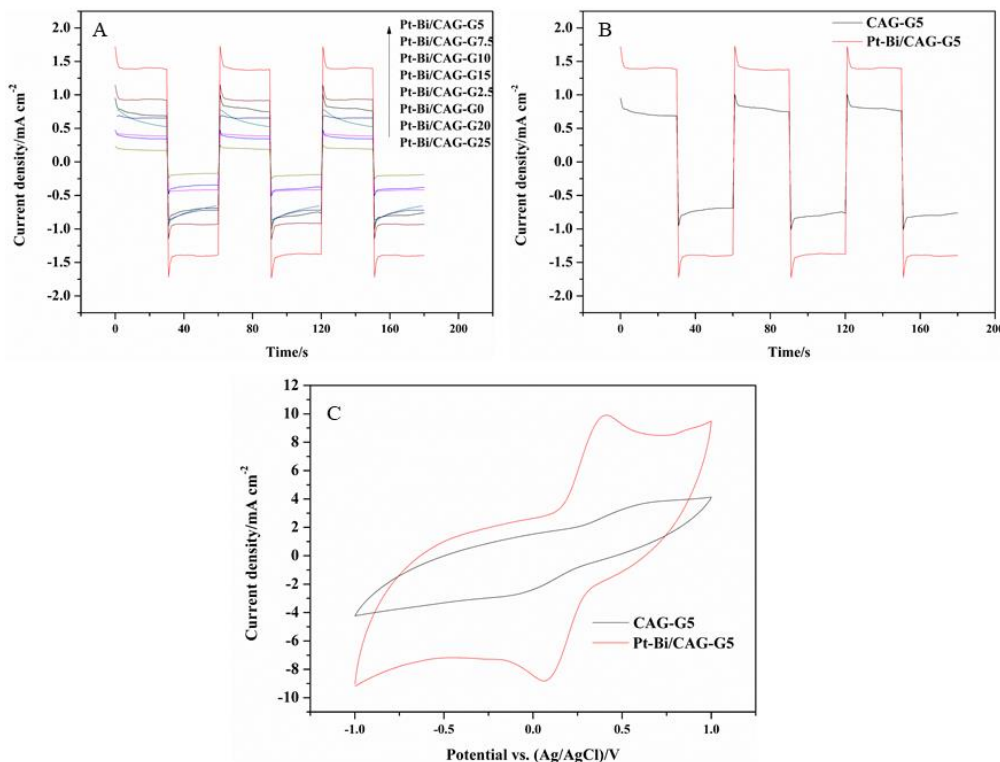 A
Pt-Bi/CAG-G5
Pt-Bi/CAG-G7.5
Pt-Bi/CAG-G10
Pt-Bi/CAG-G15
Pt-Bi/CAG-G2.5
Pt-Bi/CAG-G0
Pt-Bi/CAG-G20
Pt-Bi/CAG-G25
Current density/mA cm⁻²
2.0
1.5
1.0
0.5
0.0
-0.5
-1.0
-1.5
-2.0
0 40 80 120 160 200
Time/s
B
CAG-G5
Pt-Bi/CAG-G5
Current density/mA cm⁻²
2.0
1.5
1.0
0.5
0.0
-0.5
-1.0
-1.5
-2.0
0 40 80 120 160 200
Time/s
C
CAG-G5
Pt-Bi/CAG-G5
Current density/mA cm⁻²
12
10
8
6
4
2
0
-2
-4
-6
-8
-10
-1.0 -0.5 0.0 0.5 1.0
Potential vs. (Ag/AgCl)/V